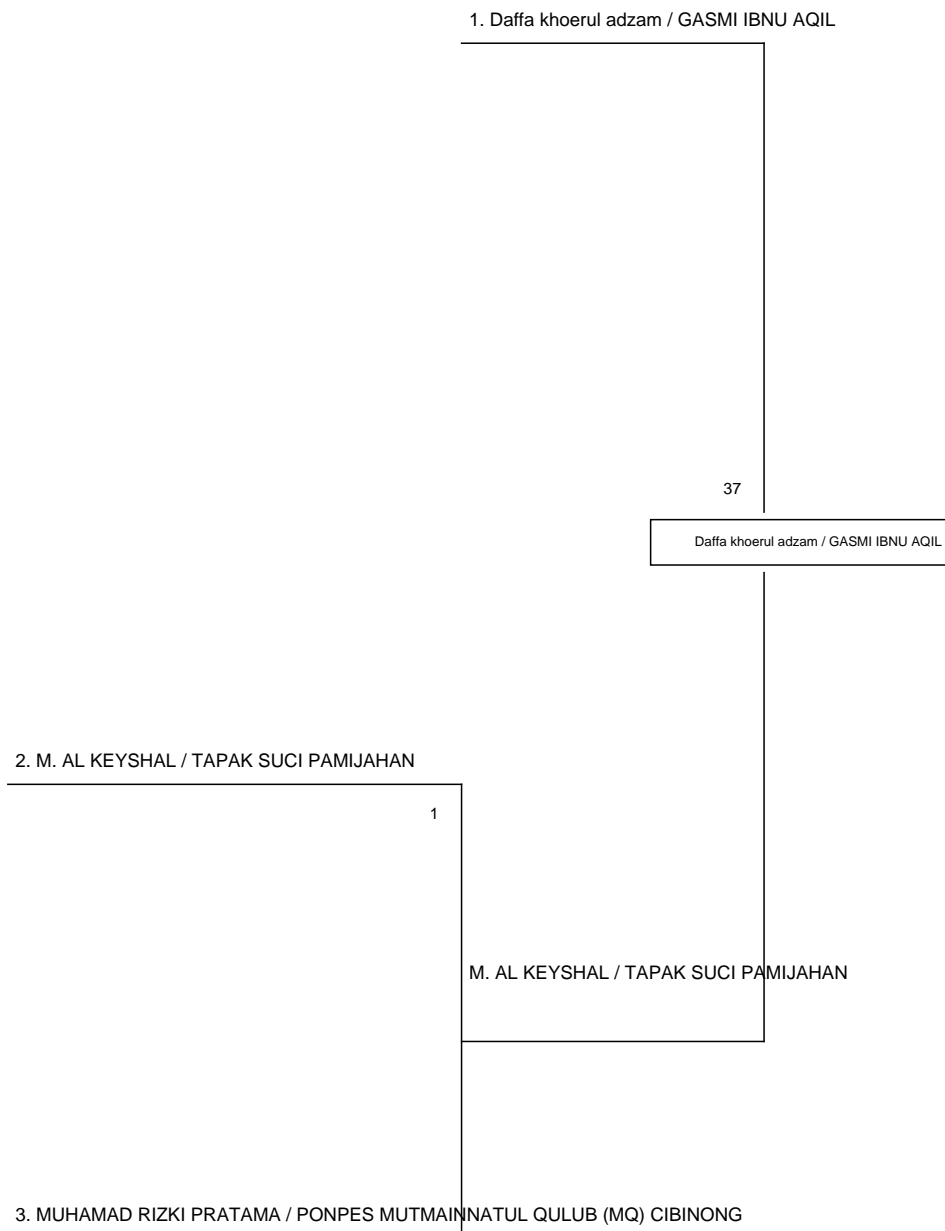 1. Daffa khoerul adzam / GASMI IBNU AQIL
37
Daffa khoerul adzam / GASMI IBNU AQIL
2. M. AL KEYSHAL / TAPAK SUCI PAMIJAHAN
1
M. AL KEYSHAL / TAPAK SUCI PAMIJAHAN
3. MUHAMAD RIZKI PRATAMA / PONPES MUTMAINNATUL QULUB (MQ) CIBINONG